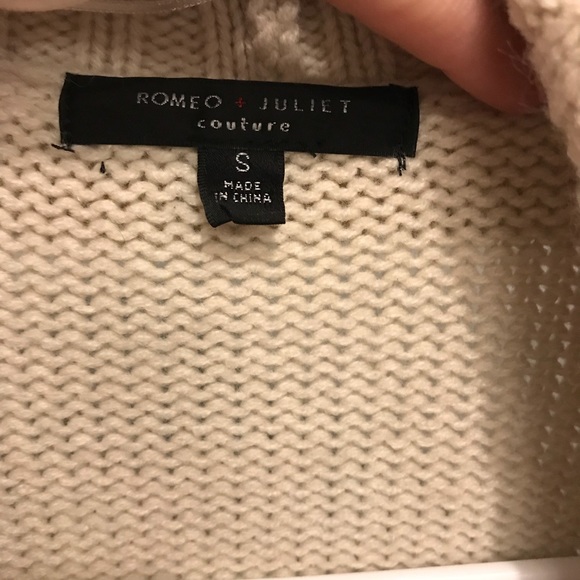 ROMEO + JULIET
couture
S
MADE
IN CHINA